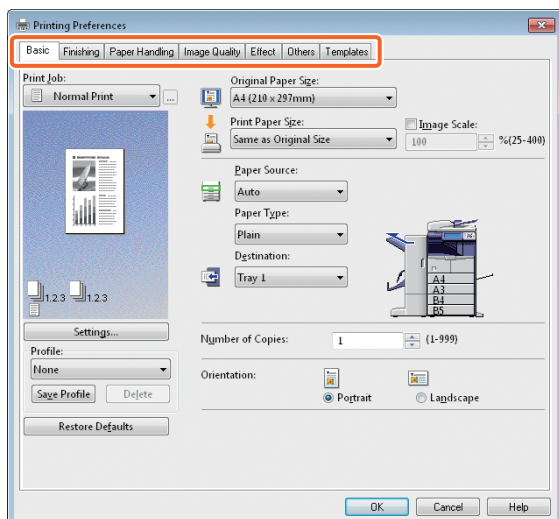 Printing Preferences
Basic Finishing Paper Handling Image Quality Effect Others Templates
Print Job:
Normal Print
...
1.2.3 1.2.3
Settings...
Profile:
None
Save Profile Delete
Restore Defaults
Original Paper Size:
A4 (210 x 297mm)
Print Paper Size:
Same as Original Size
Image Scale:
100 %(25-400)
Paper Source:
Auto
Paper Type:
Plain
Destination:
Tray 1
A4
A3
B4
B5
Number of Copies: 1 (1-999)
Orientation:
Portrait Landscape
OK Cancel Help